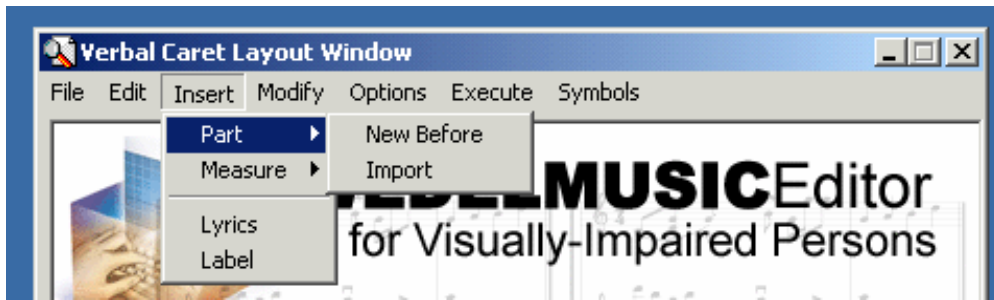 Verbal Caret Layout Window
File Edit Insert Modify Options Execute Symbols
Part New Before
Measure Import
MUSICEditor
Lyrics
for Visually-Impaired Persons
Label